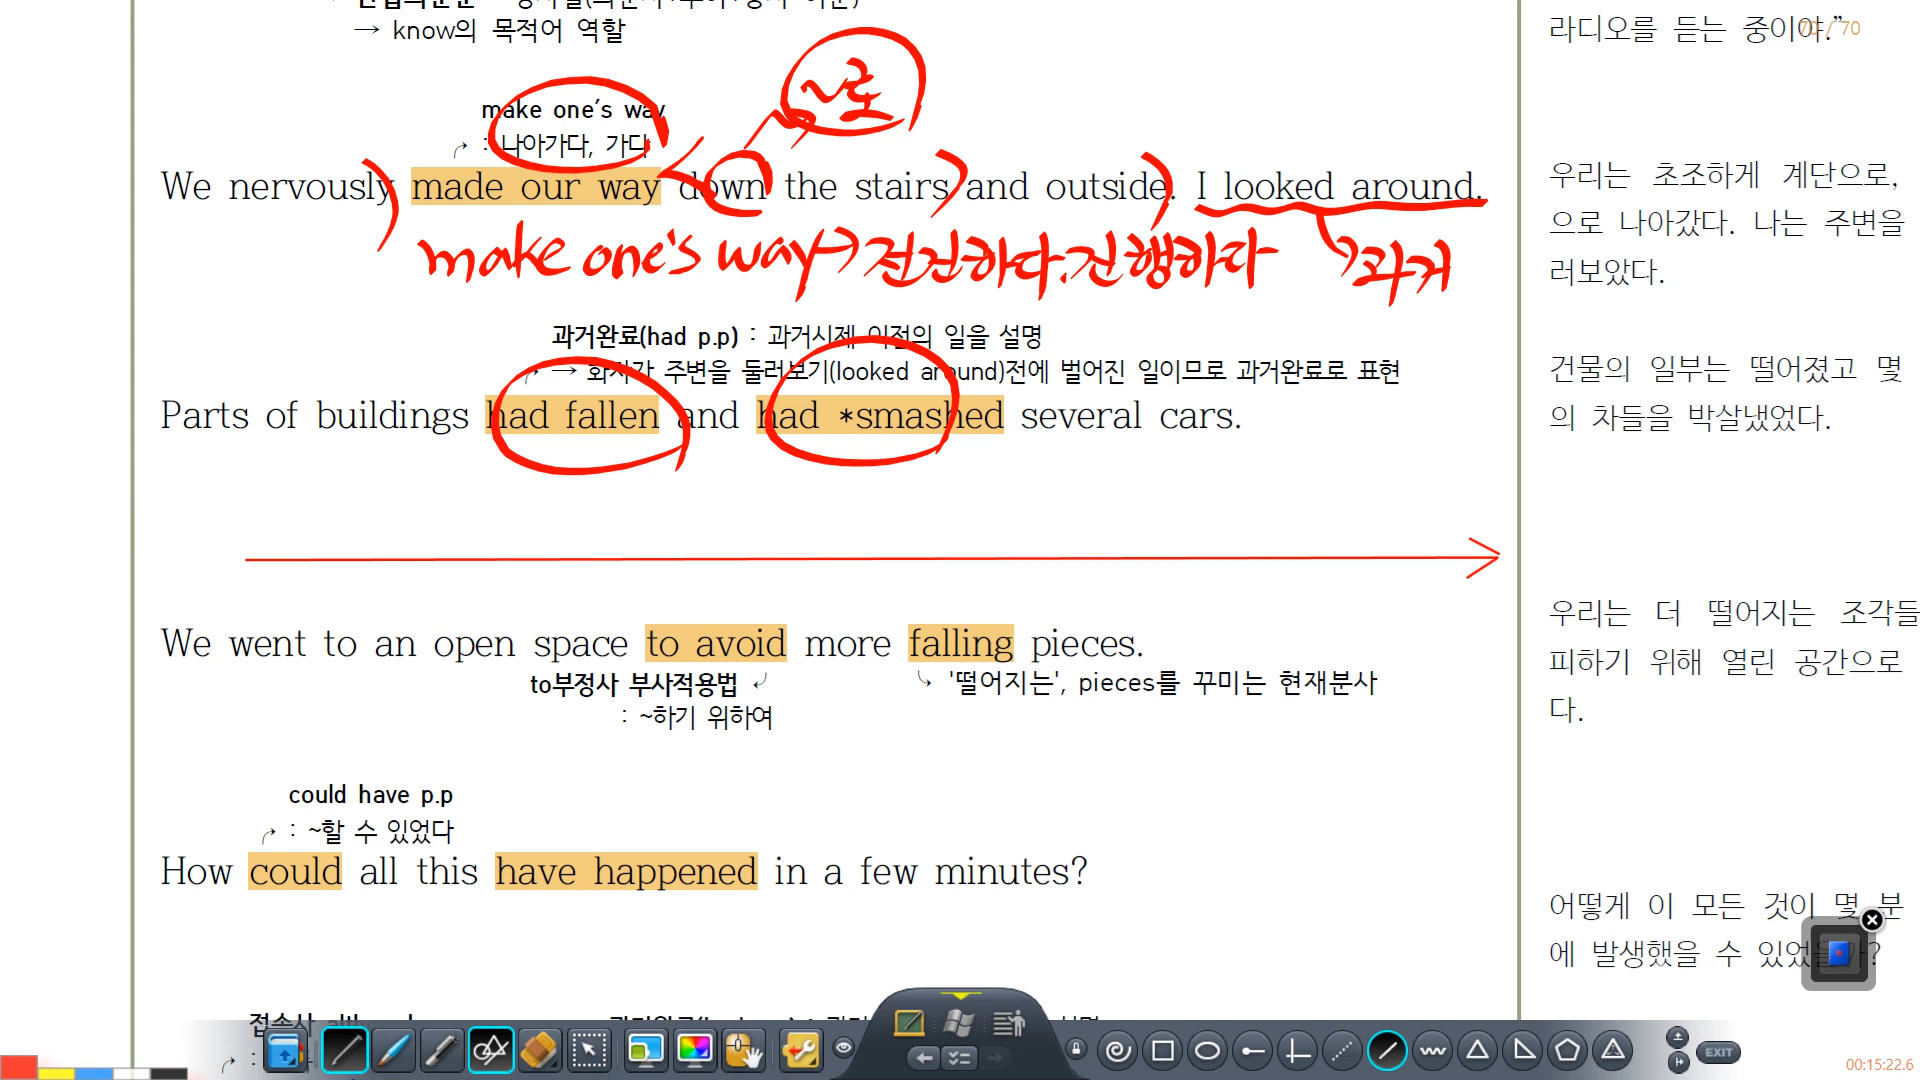 → know의 목적어 역할
라디오를 듣는 중이야.”
70 / 70
~로
make one's way
: 나아가다, 가다
We nervously made our way down the stairs and outside. I looked around.
make one's way → 전진하다. 진행하다
과거
우리는 초조하게 계단으로,
으로 나아갔다. 나는 주변을
러보았다.
과거완료(had p.p) : 과거시제 이전의 일을 설명
→ 화자가 주변을 둘러보기(looked around)전에 벌어진 일이므로 과거완료로 표현
Parts of buildings had fallen and had *smashed several cars.
건물의 일부는 떨어졌고 몇
의 차들을 박살냈었다.
We went to an open space to avoid more falling pieces.
to부정사 부사적용법
: ~하기 위하여
'떨어지는', pieces를 꾸미는 현재분사
우리는 더 떨어지는 조각들
피하기 위해 열린 공간으로
다.
could have p.p
: ~할 수 있었다
How could all this have happened in a few minutes?
어떻게 이 모든 것이 몇 분
에 발생했을 수 있었을까?
EXIT
00:15:22.6